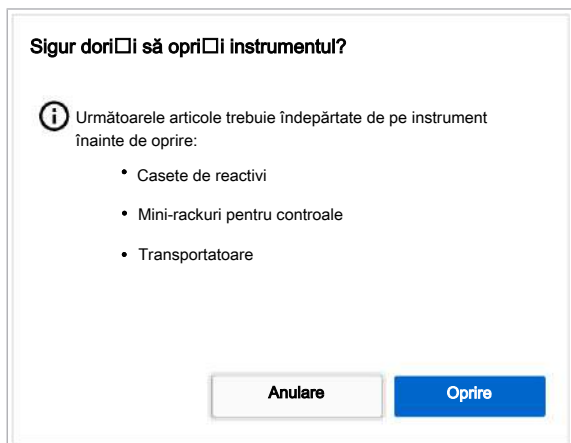 Sigur dori□i să opri□i instrumentul?
Următoarele articole trebuie îndepărtate de pe instrument
înainte de oprire:
• Casete de reactivi
• Mini-rackuri pentru controale
• Transportatoare
Anulare
Oprire